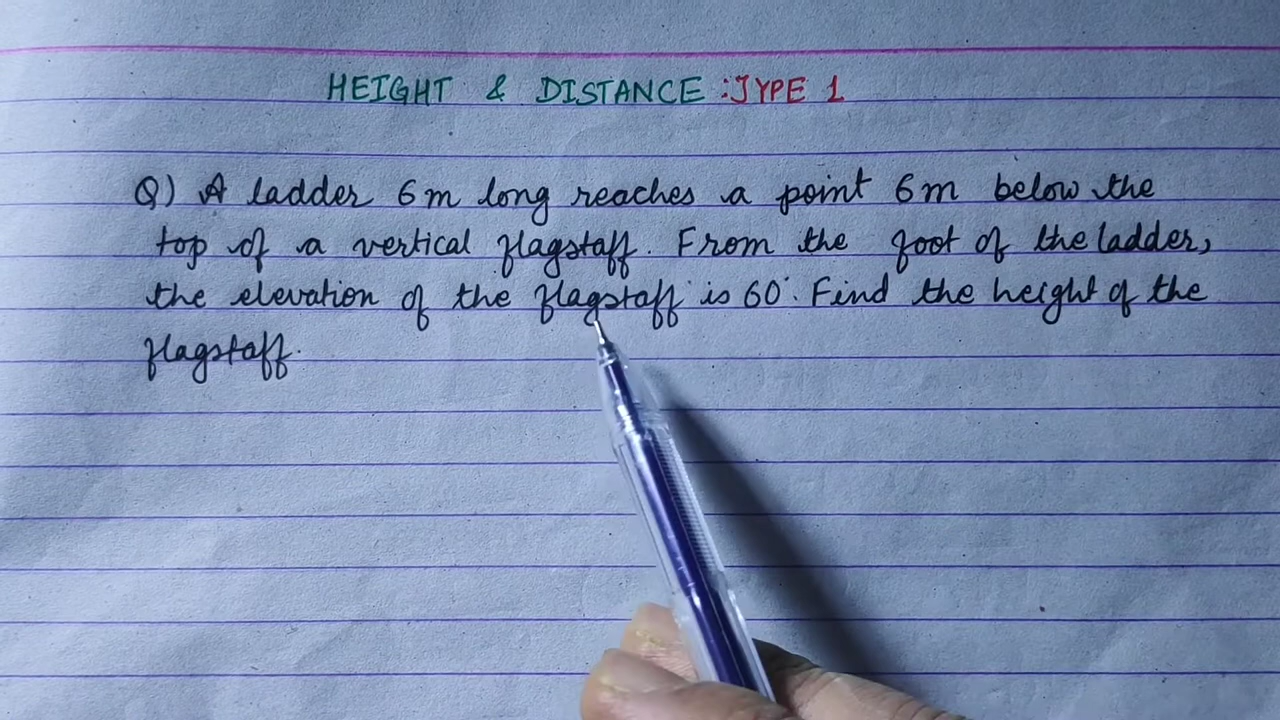 HEIGHT & DISTANCE : TYPE 1
Q) A ladder 6m long reaches a point 6m below the
top of a vertical flagstaff. From the foot of the ladder,
the elevation of the flagstaff is 60°. Find the height of the
flagstaff.